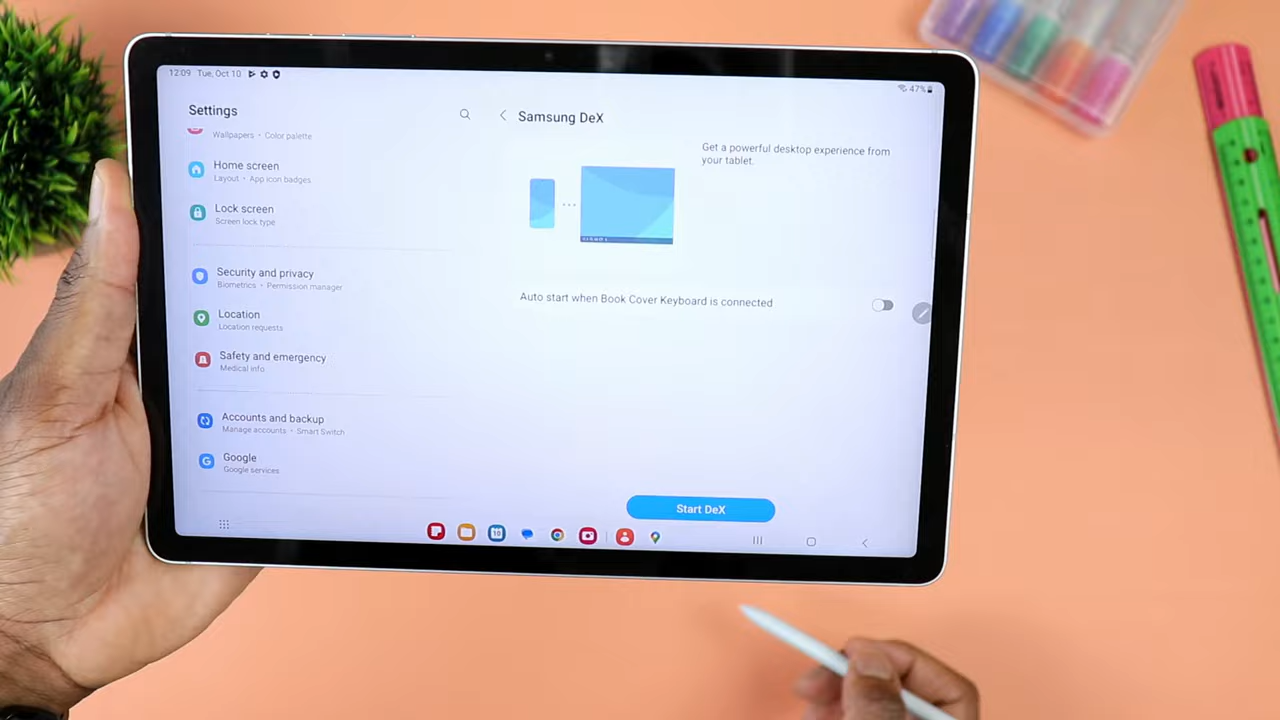 12:09 Tue, Oct 10
47%
Settings
Wallpapers • Color palette
Home screen
Layout • App icon badges
Lock screen
Screen lock type
Security and privacy
Biometrics • Permission manager
Location
Location requests
Safety and emergency
Medical info
Accounts and backup
Manage accounts • Smart Switch
Google
Google services
Samsung DeX
Get a powerful desktop experience from
your tablet.
Auto start when Book Cover Keyboard is connected
Start DeX